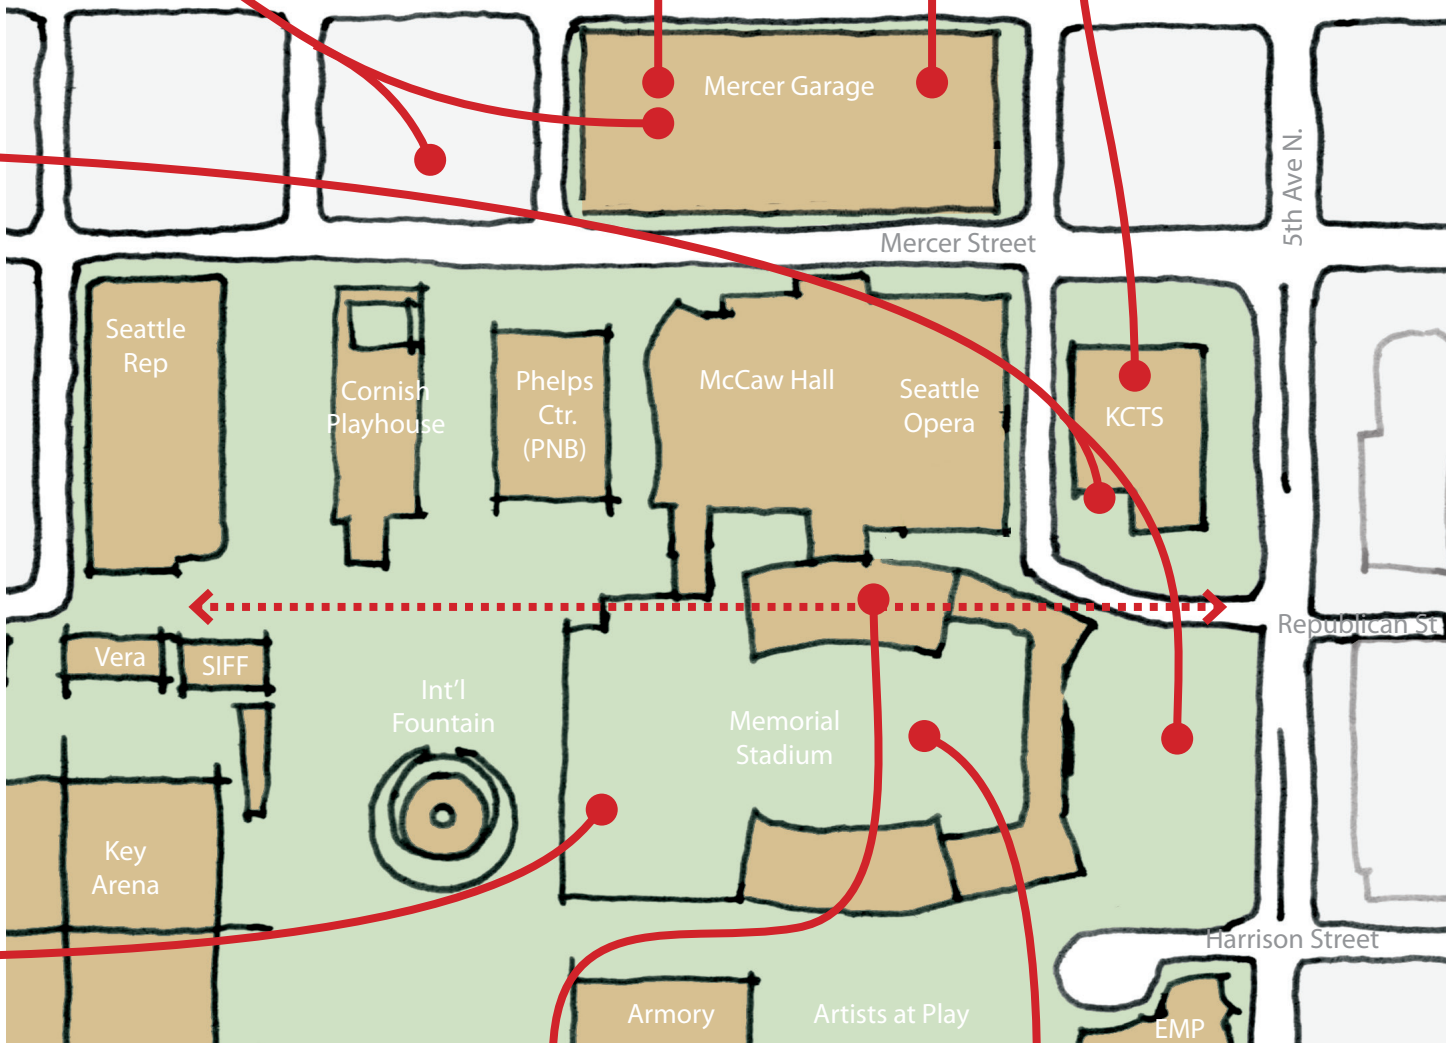 Mercer Garage
5th Ave N.
Mercer Street
Seattle
Rep
Cornish
Playhouse
Phelps
Ctr.
(PNB)
McCaw Hall
Seattle
Opera
KCTS
Republican St
Vera
SIFF
Int'l
Fountain
Memorial
Stadium
Key
Arena
Harrison Street
Armory
Artists at Play
EMP